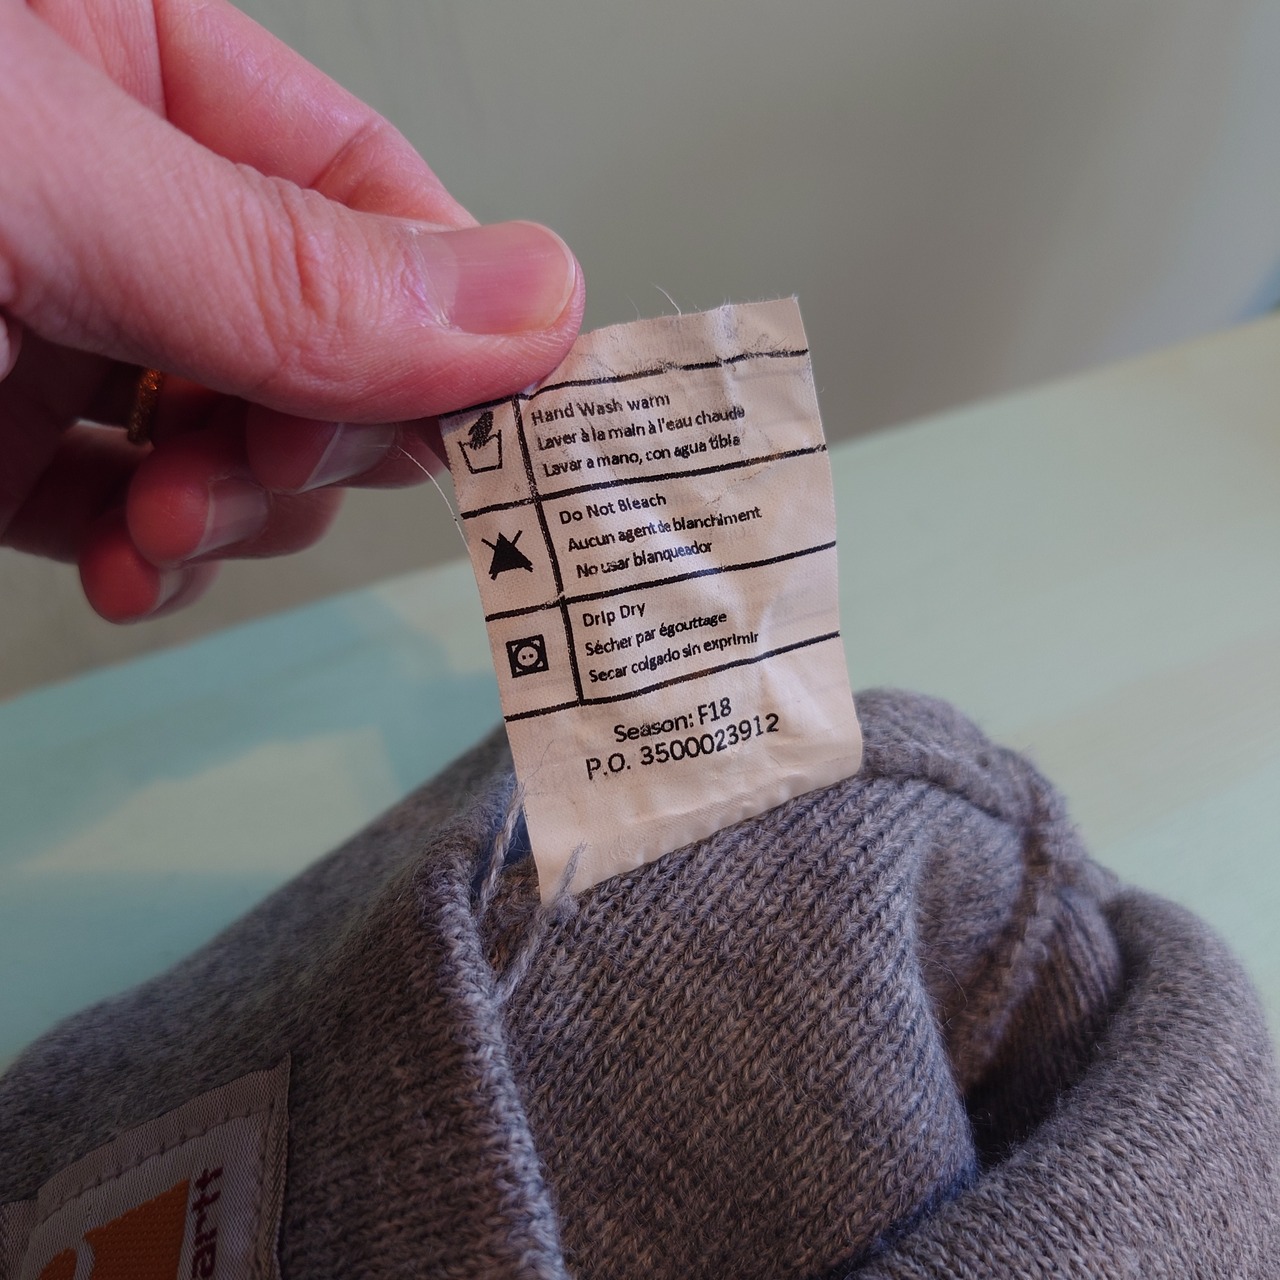 Hand Wash warm
Laver à la main à l'eau chaude
Lavar a mano, con agua tibia
Do Not Bleach
Aucun agent de blanchiment
No usar blanqueador
Drip Dry
Sécher par égouttage
Secar colgado sin exprimir
Season: F18
P.O. 3500023912